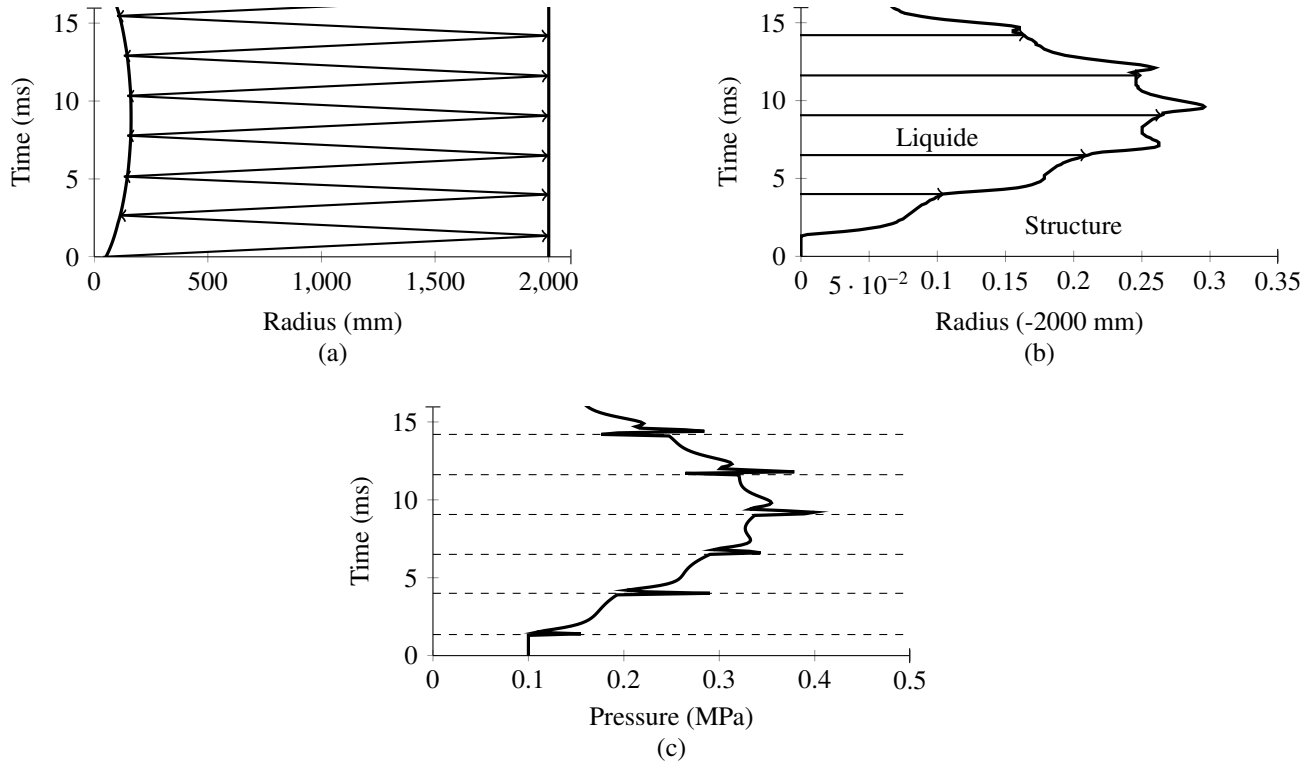 15
10
5
0
Time (ms)
0
500
1,000
1,500
2,000
Radius (mm)
(a)
15
10
5
0
Time (ms)
Liquide
Structure
0
5 · 10⁻²
0.1
0.15
0.2
0.25
0.3
0.35
Radius (-2000 mm)
(b)
15
10
5
0
Time (ms)
0
0.1
0.2
0.3
0.4
0.5
Pressure (MPa)
(c)